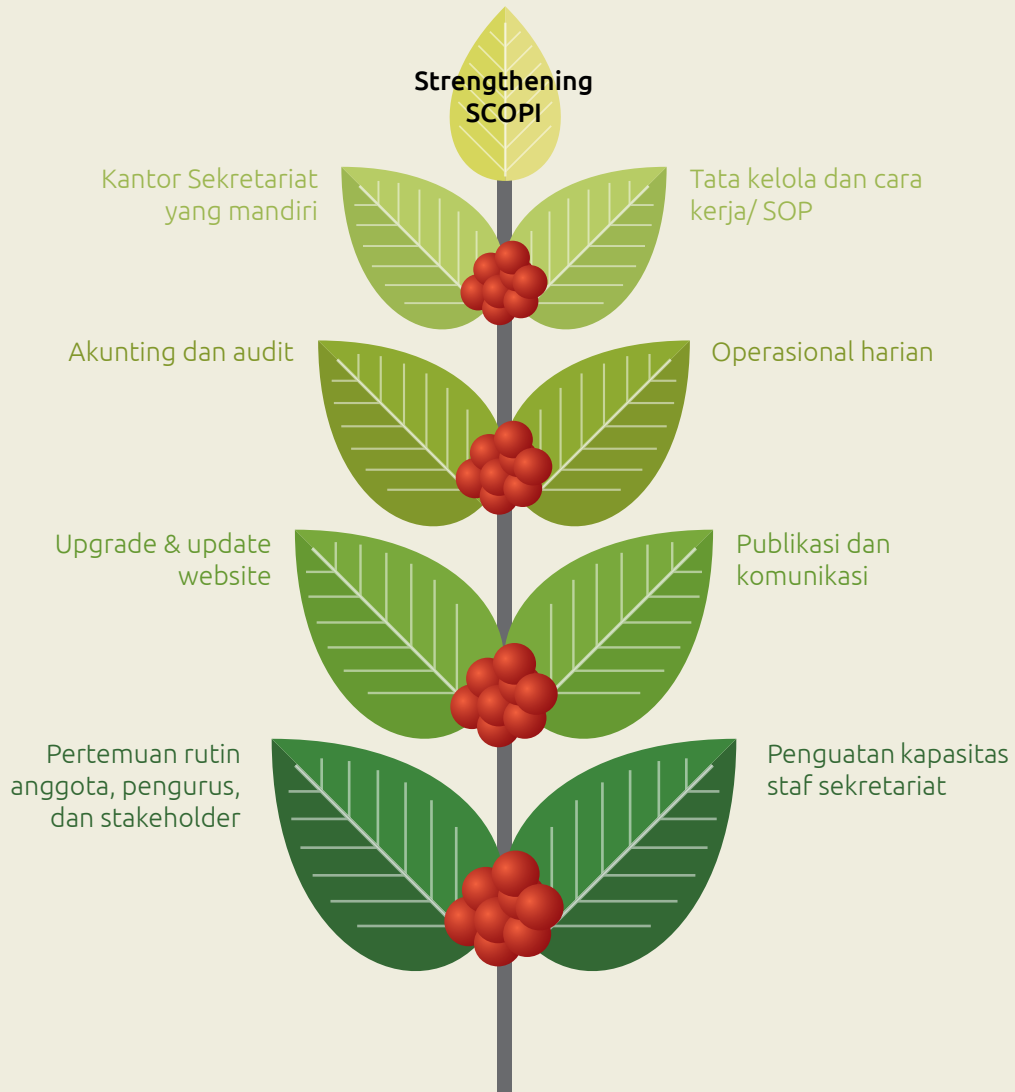 Strengthening
SCOPI
Kantor Sekretariat
yang mandiri
Tata kelola dan cara
kerja/ SOP
Akunting dan audit
Operasional harian
Upgrade & update
website
Publikasi dan
komunikasi
Pertemuan rutin
anggota, pengurus,
dan stakeholder
Penguatan kapasitas
staf sekretariat